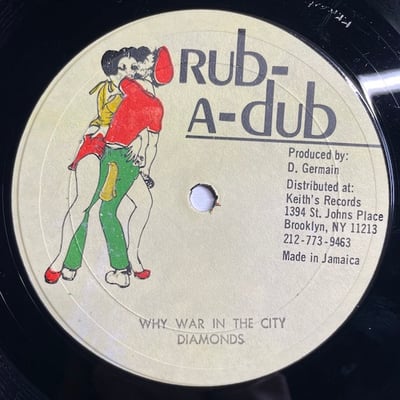 RUB-
A-dub
Produced by:
D. Germain
Distributed at:
Keith's Records
1394 St. Johns Place
Brooklyn, NY 11213
212-773-9463
Made in Jamaica
WHY WAR IN THE CITY
DIAMONDS